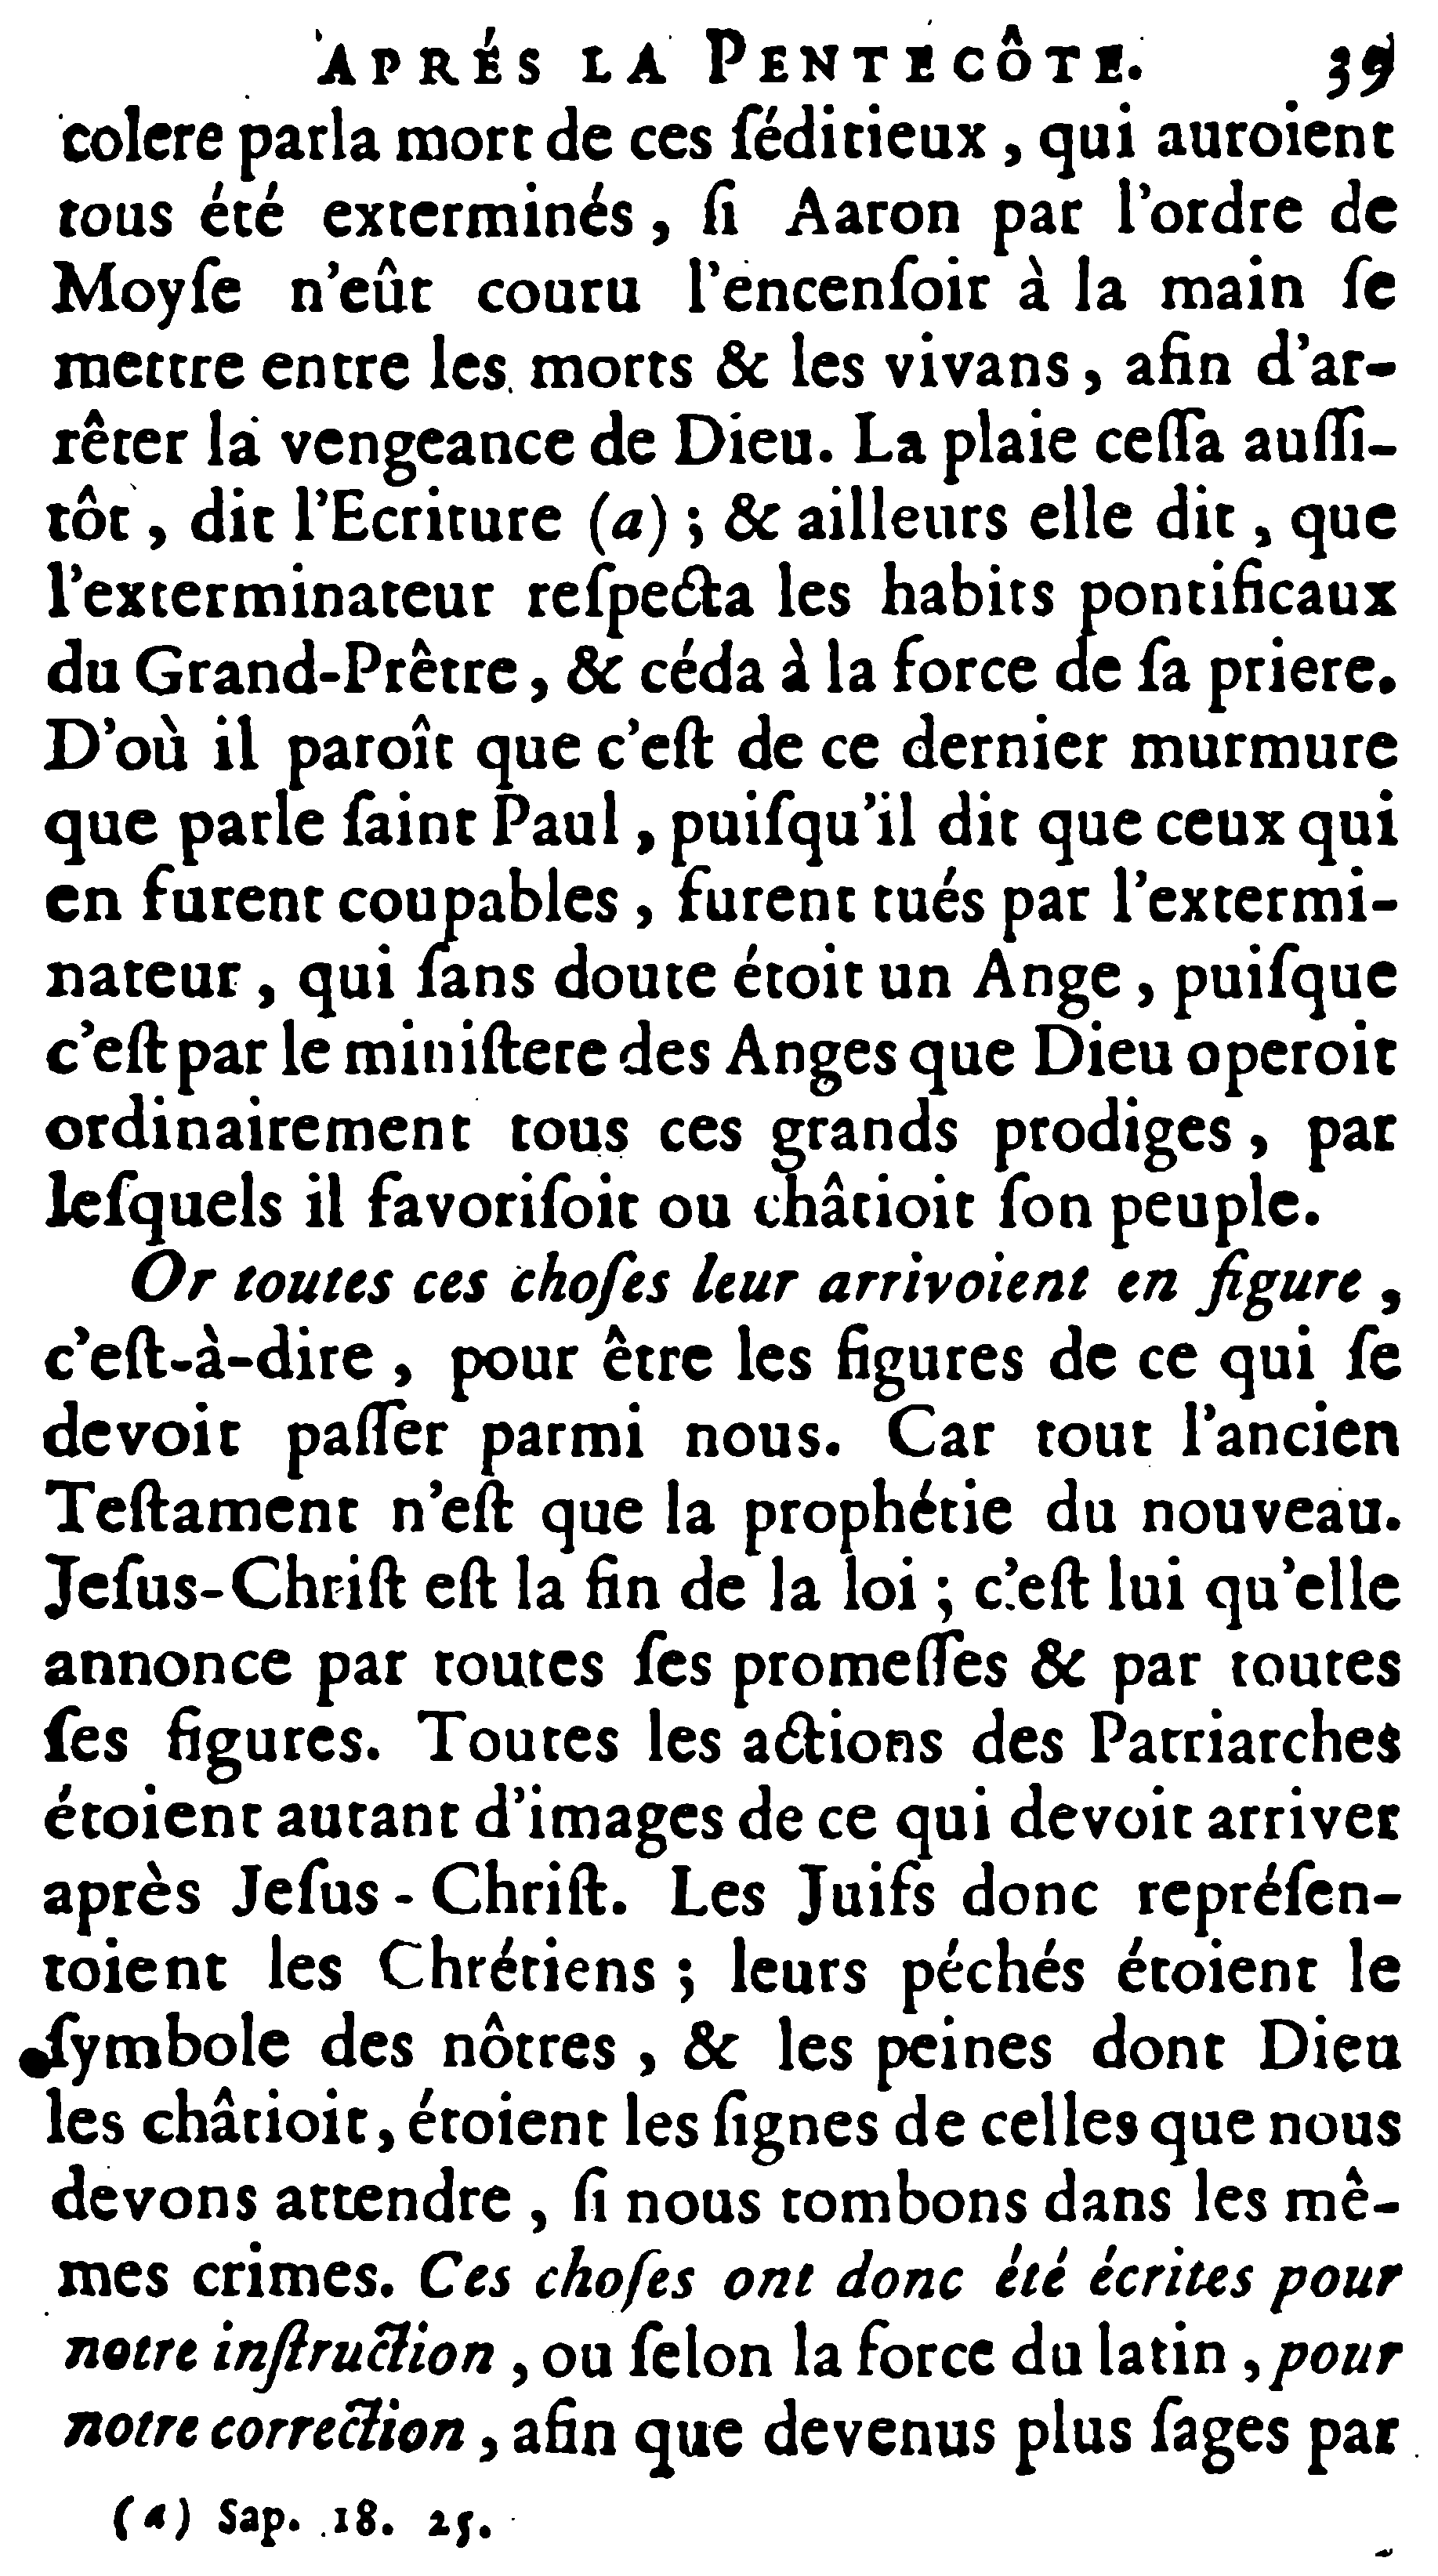 APRÉS LA PENTECÔTE. 39
colere par la mort de ces ſéditieux, qui auroient
tous été exterminés, ſi Aaron par l'ordre de
Moyſe n'eût couru l'encenſoir à la main ſe
mettre entre les morts & les vivans, afin d'ar-
rêter la vengeance de Dieu. La plaie ceſſa auſſi-
tôt, dit l'Ecriture (a); & ailleurs elle dit, que
l'exterminateur reſpecta les habits pontificaux
du Grand-Prêtre, & céda à la force de ſa priere.
D'où il paroît que c'eſt de ce dernier murmure
que parle ſaint Paul, puiſqu'il dit que ceux qui
en furent coupables, furent tués par l'extermi-
nateur, qui ſans doute étoit un Ange, puiſque
c'eſt par le miniſtere des Anges que Dieu operoit
ordinairement tous ces grands prodiges, par
leſquels il favoriſoit ou châtioit ſon peuple.
Or toutes ces choſes leur arrivoient en figure,
c'eſt-à-dire, pour être les figures de ce qui ſe
devoit paſſer parmi nous. Car tout l'ancien
Teſtament n'eſt que la prophétie du nouveau.
Jeſus-Chriſt eſt la fin de la loi; c'eſt lui qu'elle
annonce par toutes ſes promeſſes & par toutes
ſes figures. Toutes les actions des Patriarches
étoient autant d'images de ce qui devoit arriver
après Jeſus-Chriſt. Les Juifs donc repréſen-
toient les Chrétiens; leurs péchés étoient le
ſymbole des nôtres, & les peines dont Dieu
les châtioit, étoient les ſignes de celles que nous
devons attendre, ſi nous tombons dans les mê-
mes crimes. Ces choſes ont donc été écrites pour
notre inſtruction, ou ſelon la force du latin, pour
notre correction, afin que devenus plus ſages par
(a) Sap. 18. 25.